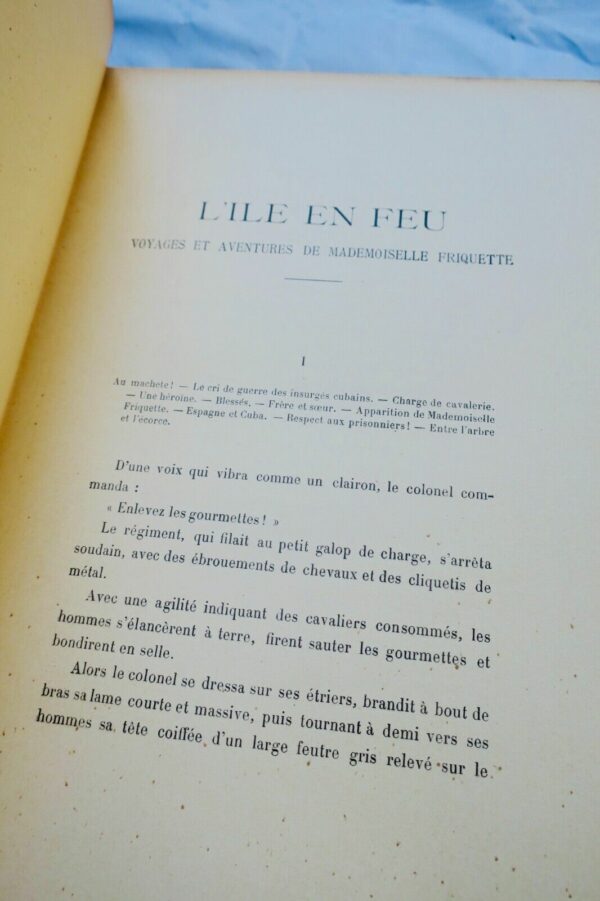 L'ILE EN FEU
VOYAGES ET AVENTURES DE MADEMOISELLE FRIQUETTE
I
Au machete! — Le cri de guerre des insurgés cubains. — Charge de cavalerie.
— Une héroïne. — Blessés. — Frère et sœur. — Apparition de Mademoiselle
Friquette. — Espagne et Cuba. — Respect aux prisonniers! — Entre l'arbre
et l'écorce.
D'une voix qui vibra comme un clairon, le colonel com-
manda :
« Enlevez les gourmettes! »
Le régiment, qui filait au petit galop de charge, s'arrêta
soudain, avec des ébrouements de chevaux et des cliquetis de
métal.
Avec une agilité indiquant des cavaliers consommés, les
hommes s'élancèrent à terre, firent sauter les gourmettes et
bondirent en selle.
Alors le colonel se dressa sur ses étriers, brandit à bout de
bras sa lame courte et massive, puis tournant à demi vers ses
hommes sa tête coiffée d'un large feutre gris relevé sur le